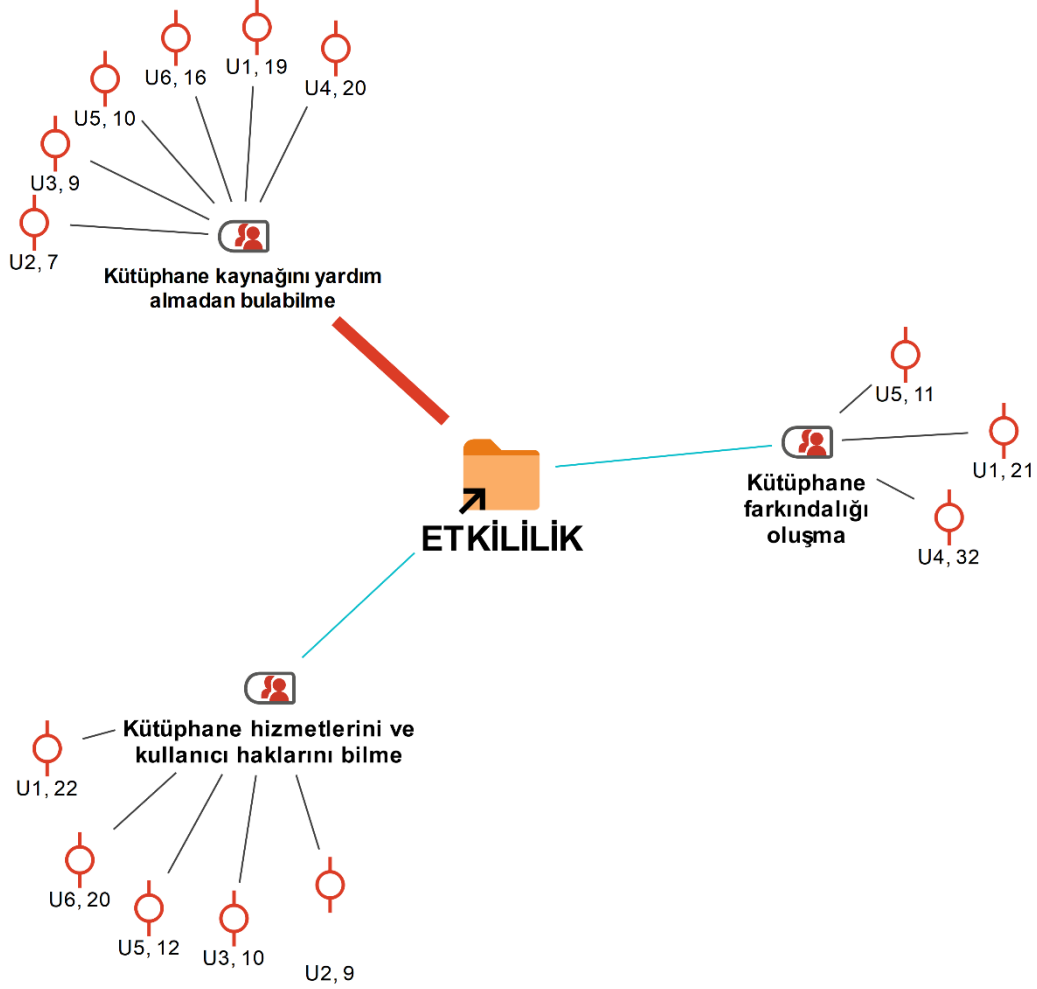 U1, 19
U6, 16
U4, 20
U5, 10
U3, 9
U2, 7
Kütüphane kaynağını yardım
almadan bulabilme
U5, 11
U1, 21
Kütüphane
farkındalığı
oluşma
U4, 32
ETKİLİLİK
Kütüphane hizmetlerini ve
kullanıcı haklarını bilme
U1, 22
U6, 20
U5, 12
U3, 10
U2, 9